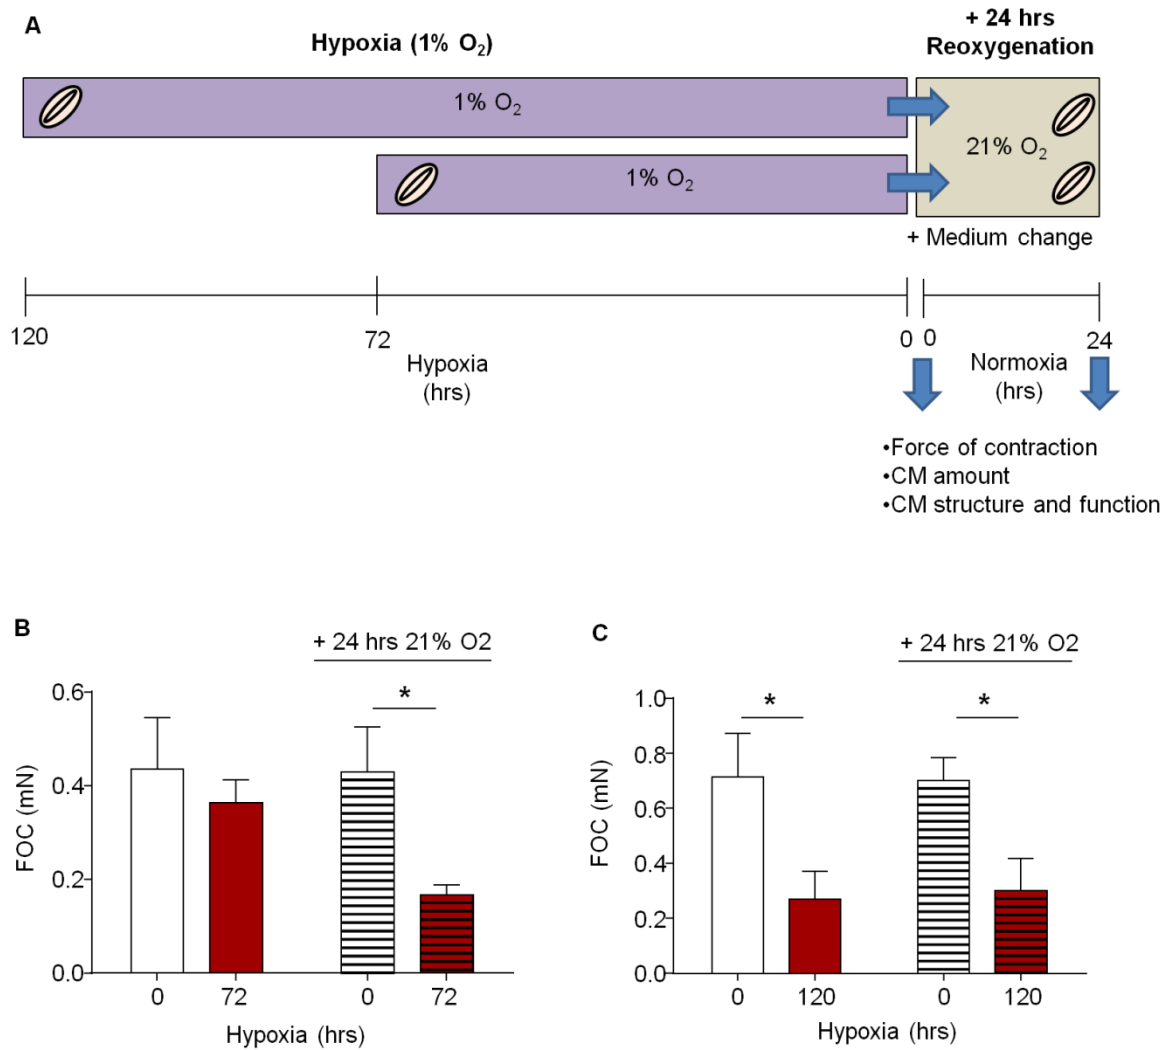 A
Hypoxia (1% O₂)
+ 24 hrs
Reoxygenation
1% O₂
1% O₂
21% O₂
+ Medium change
120
72
0
0
24
Hypoxia
(hrs)
Normoxia
(hrs)
•Force of contraction
•CM amount
•CM structure and function
B
+ 24 hrs 21% O2
*
FOC (mN)
0.6
0.4
0.2
0.0
0
72
0
72
Hypoxia (hrs)
C
+ 24 hrs 21% O2
*
*
FOC (mN)
1.0
0.8
0.6
0.4
0.2
0.0
0
120
0
120
Hypoxia (hrs)